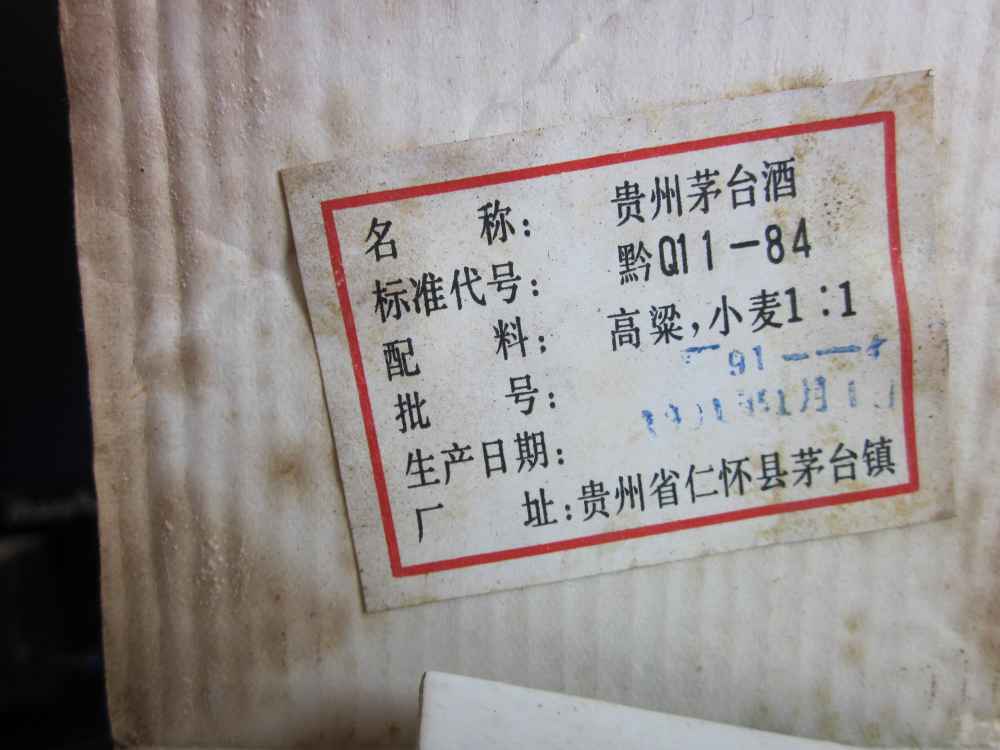 名 称: 贵州茅台酒
标准代号: 黔Q11-84
配 料: 高粱,小麦1:1
批 号: 91
生产日期:
厂 址:贵州省仁怀县茅台镇